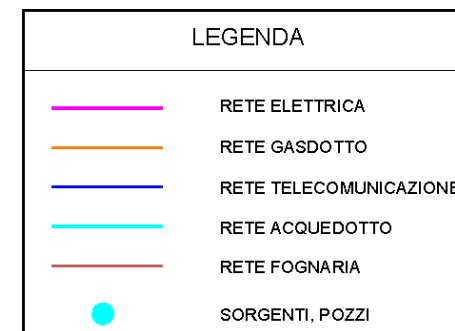 LEGENDA
RETE ELETTRICA
RETE GASDOTTO
RETE TELECOMUNICAZIONE
RETE ACQUEDOTTO
RETE FOGNARIA
SORGENTI, POZZI